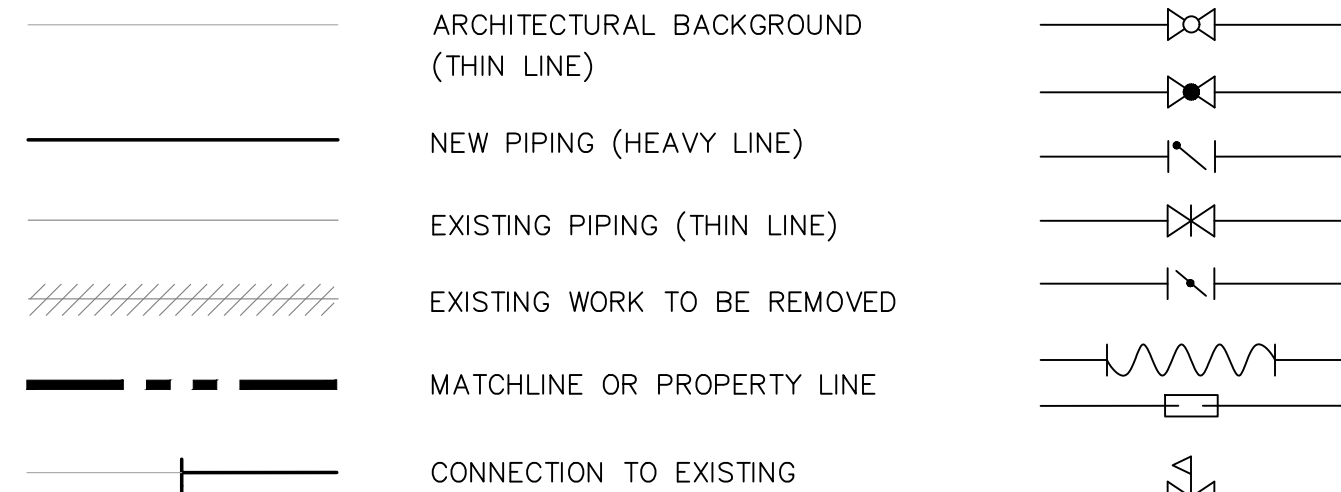 ARCHITECTURAL BACKGROUND
(THIN LINE)
NEW PIPING (HEAVY LINE)
EXISTING PIPING (THIN LINE)
EXISTING WORK TO BE REMOVED
MATCHLINE OR PROPERTY LINE
CONNECTION TO EXISTING